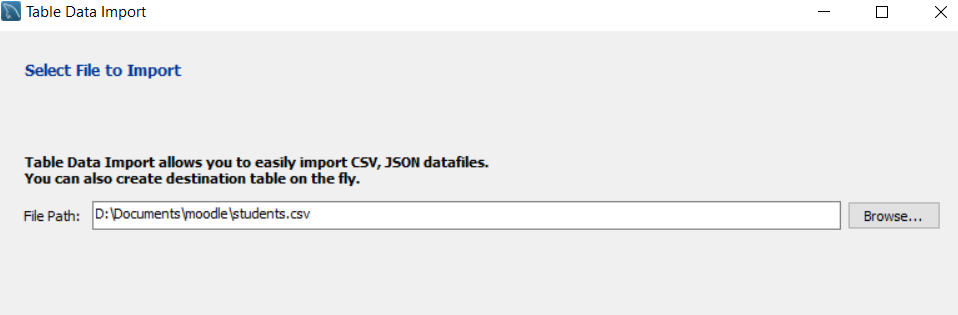 Table Data Import
Select File to Import
Table Data Import allows you to easily import CSV, JSON datafiles.
You can also create destination table on the fly.
File Path: D:\Documents\moodle\students.csv Browse...